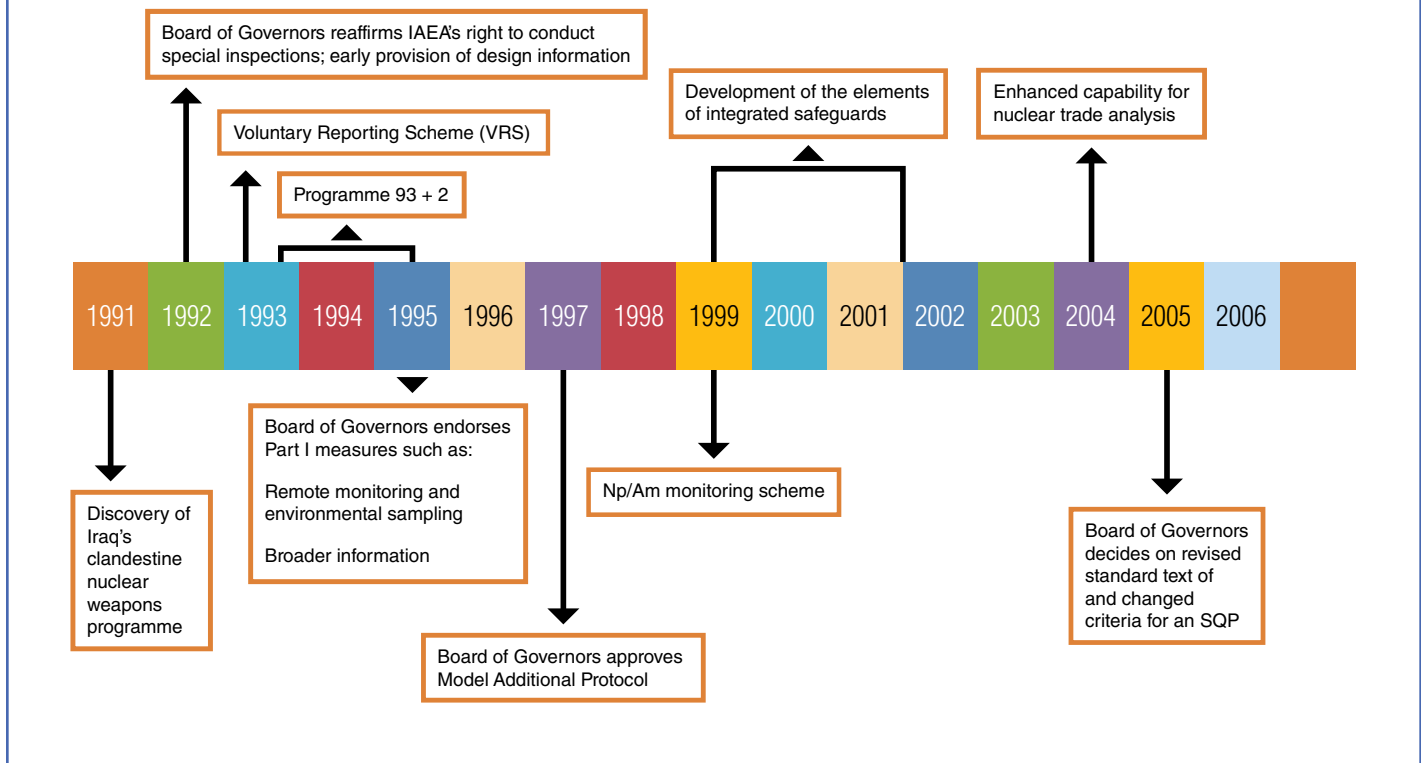 Board of Governors reaffirms IAEA's right to conduct
special inspections; early provision of design information
Voluntary Reporting Scheme (VRS)
Programme 93 + 2
Development of the elements
of integrated safeguards
Enhanced capability for
nuclear trade analysis
1991 1992 1993 1994 1995 1996 1997 1998 1999 2000 2001 2002 2003 2004 2005 2006
Discovery of
Iraq's
clandestine
nuclear
weapons
programme
Board of Governors endorses
Part I measures such as:
Remote monitoring and
environmental sampling
Broader information
Board of Governors approves
Model Additional Protocol
Np/Am monitoring scheme
Board of Governors
decides on revised
standard text of
and changed
criteria for an SQP